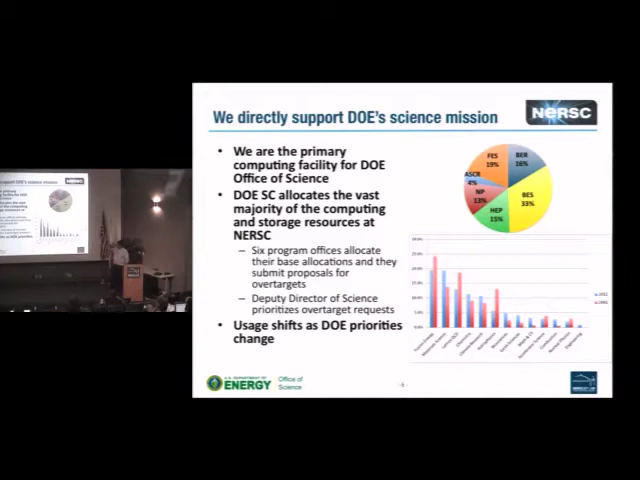 We directly support DOE's science mission
NERSC
• We are the primary
computing facility for DOE
Office of Science
• DOE SC allocates the vast
majority of the computing
and storage resources at
NERSC
– Six program offices allocate
their base allocations and they
submit proposals for
overtargets
– Deputy Director of Science
prioritizes overtarget requests
• Usage shifts as DOE priorities
change
FES
19%
BER
16%
ASCR
4%
NP
13%
BES
33%
HEP
15%
U.S. DEPARTMENT OF
ENERGY
Office of
Science